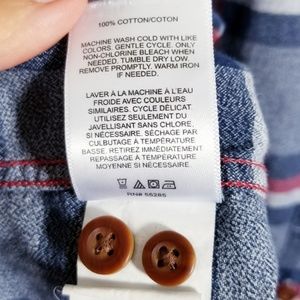 100% COTTON/COTON
MACHINE WASH COLD WITH LIKE
COLORS. GENTLE CYCLE. ONLY
NON-CHLORINE BLEACH WHEN
NEEDED. TUMBLE DRY LOW.
REMOVE PROMPTLY. WARM IRON
IF NEEDED.
LAVER À LA MACHINE À L'EAU
FROIDE AVEC COULEURS
SIMILAIRES. CYCLE DÉLICAT.
UTILISEZ SEULEMENT DU
JAVELLISANT SANS CHLORE,
SI NÉCESSAIRE. SÉCHAGE PAR
CULBUTAGE À TEMPÉRATURE
BASSE. RETIREZ IMMÉDIATEMENT.
REPASSAGE À TEMPÉRATURE
MOYENNE SI NÉCESSAIRE.
RN# 55285